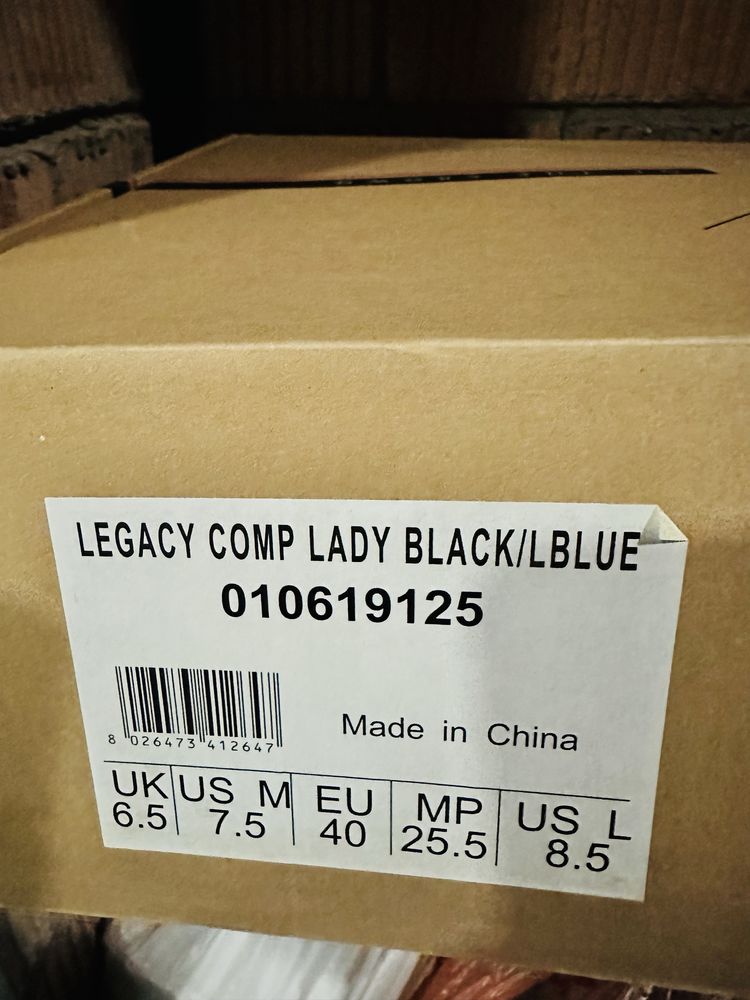 LEGACY COMP LADY BLACK/LBLUE
010619125
8 026473 412647
Made in China
UK US M EU MP US L
6.5 7.5 40 25.5 8.5